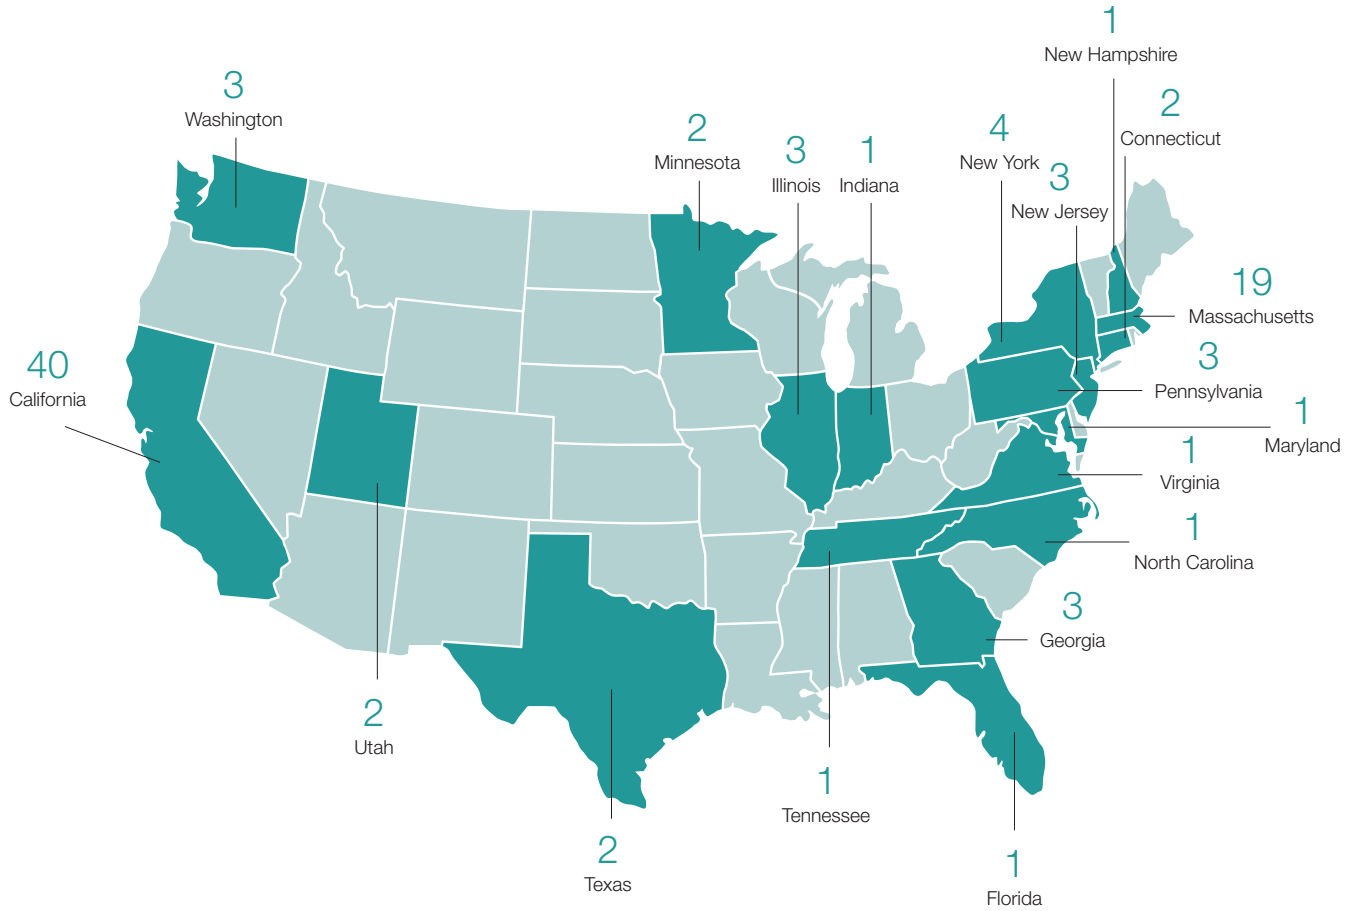 1
New Hampshire
3
Washington
2
Connecticut
2
Minnesota
3
Illinois
1
Indiana
4
New York
3
New Jersey
19
Massachusetts
40
California
3
Pennsylvania
1
Maryland
1
Virginia
1
North Carolina
3
Georgia
2
Utah
1
Tennessee
2
Texas
1
Florida